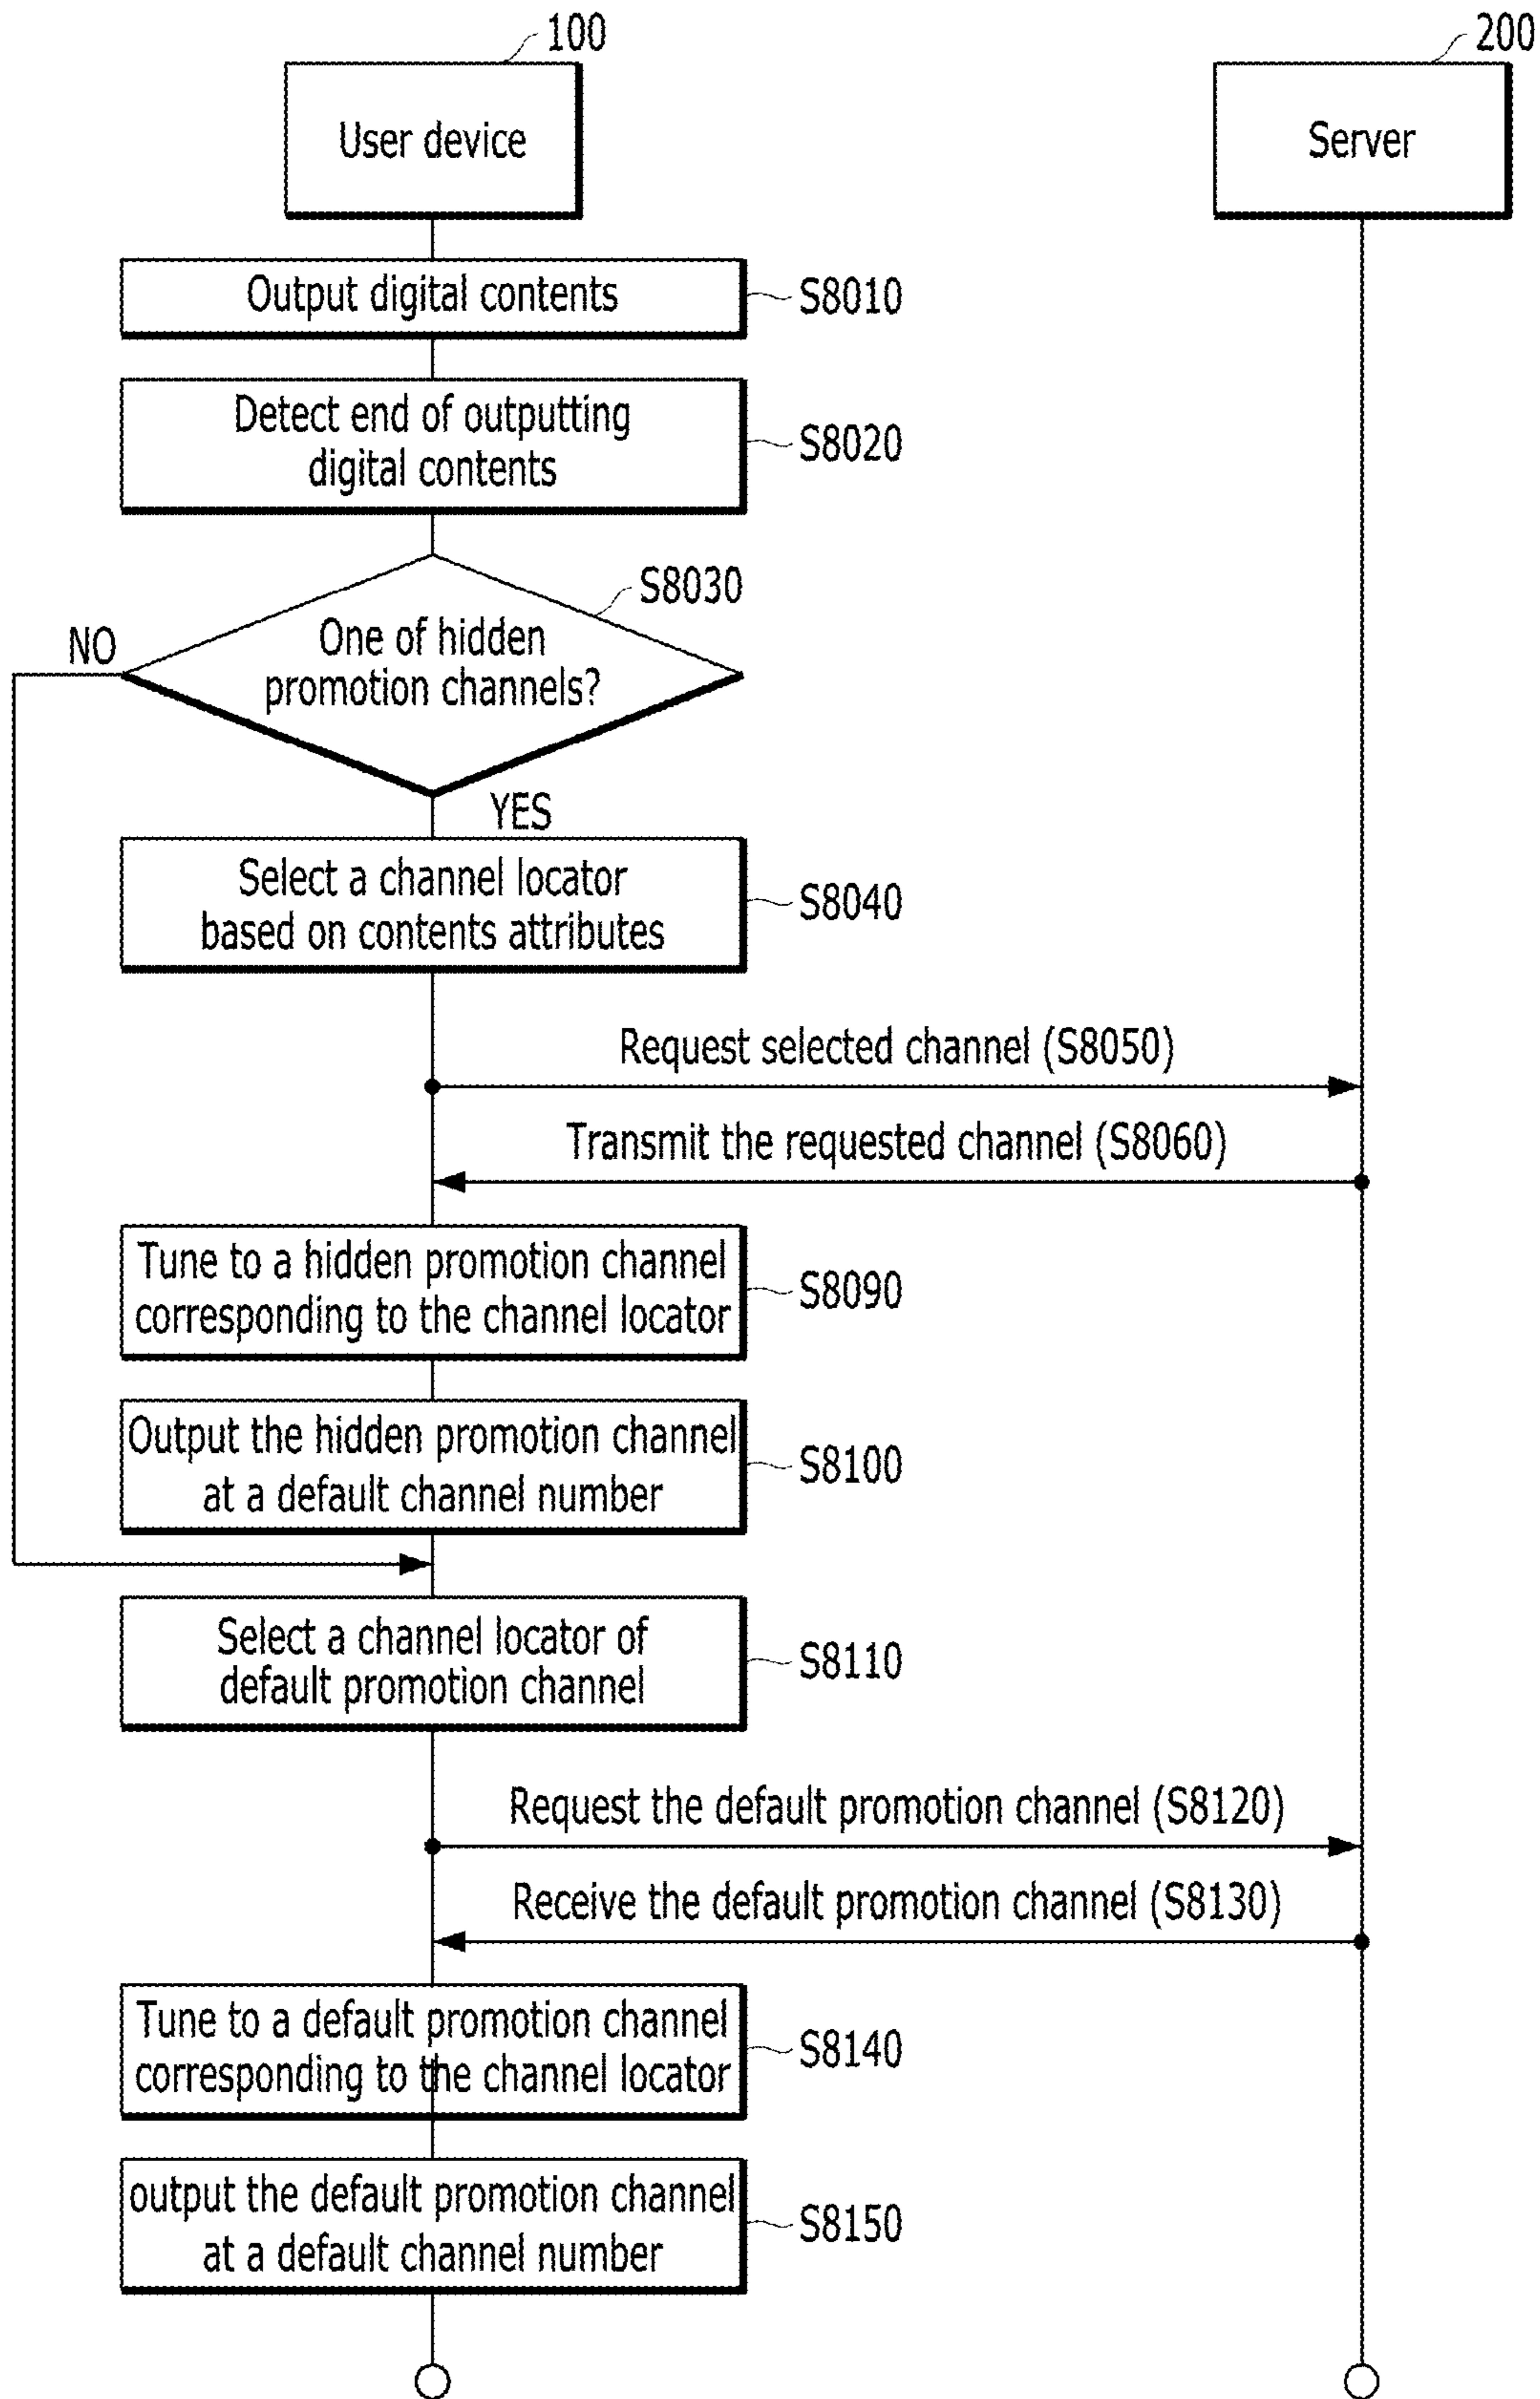 100
200
User device
Server
Output digital contents
S8010
Detect end of outputting
digital contents
S8020
S8030
NO
One of hidden
promotion channels?
YES
Select a channel locator
based on contents attributes
S8040
Request selected channel (S8050)
Transmit the requested channel (S8060)
Tune to a hidden promotion channel
corresponding to the channel locator
S8090
Output the hidden promotion channel
at a default channel number
S8100
Select a channel locator of
default promotion channel
S8110
Request the default promotion channel (S8120)
Receive the default promotion channel (S8130)
Tune to a default promotion channel
corresponding to the channel locator
S8140
output the default promotion channel
at a default channel number
S8150